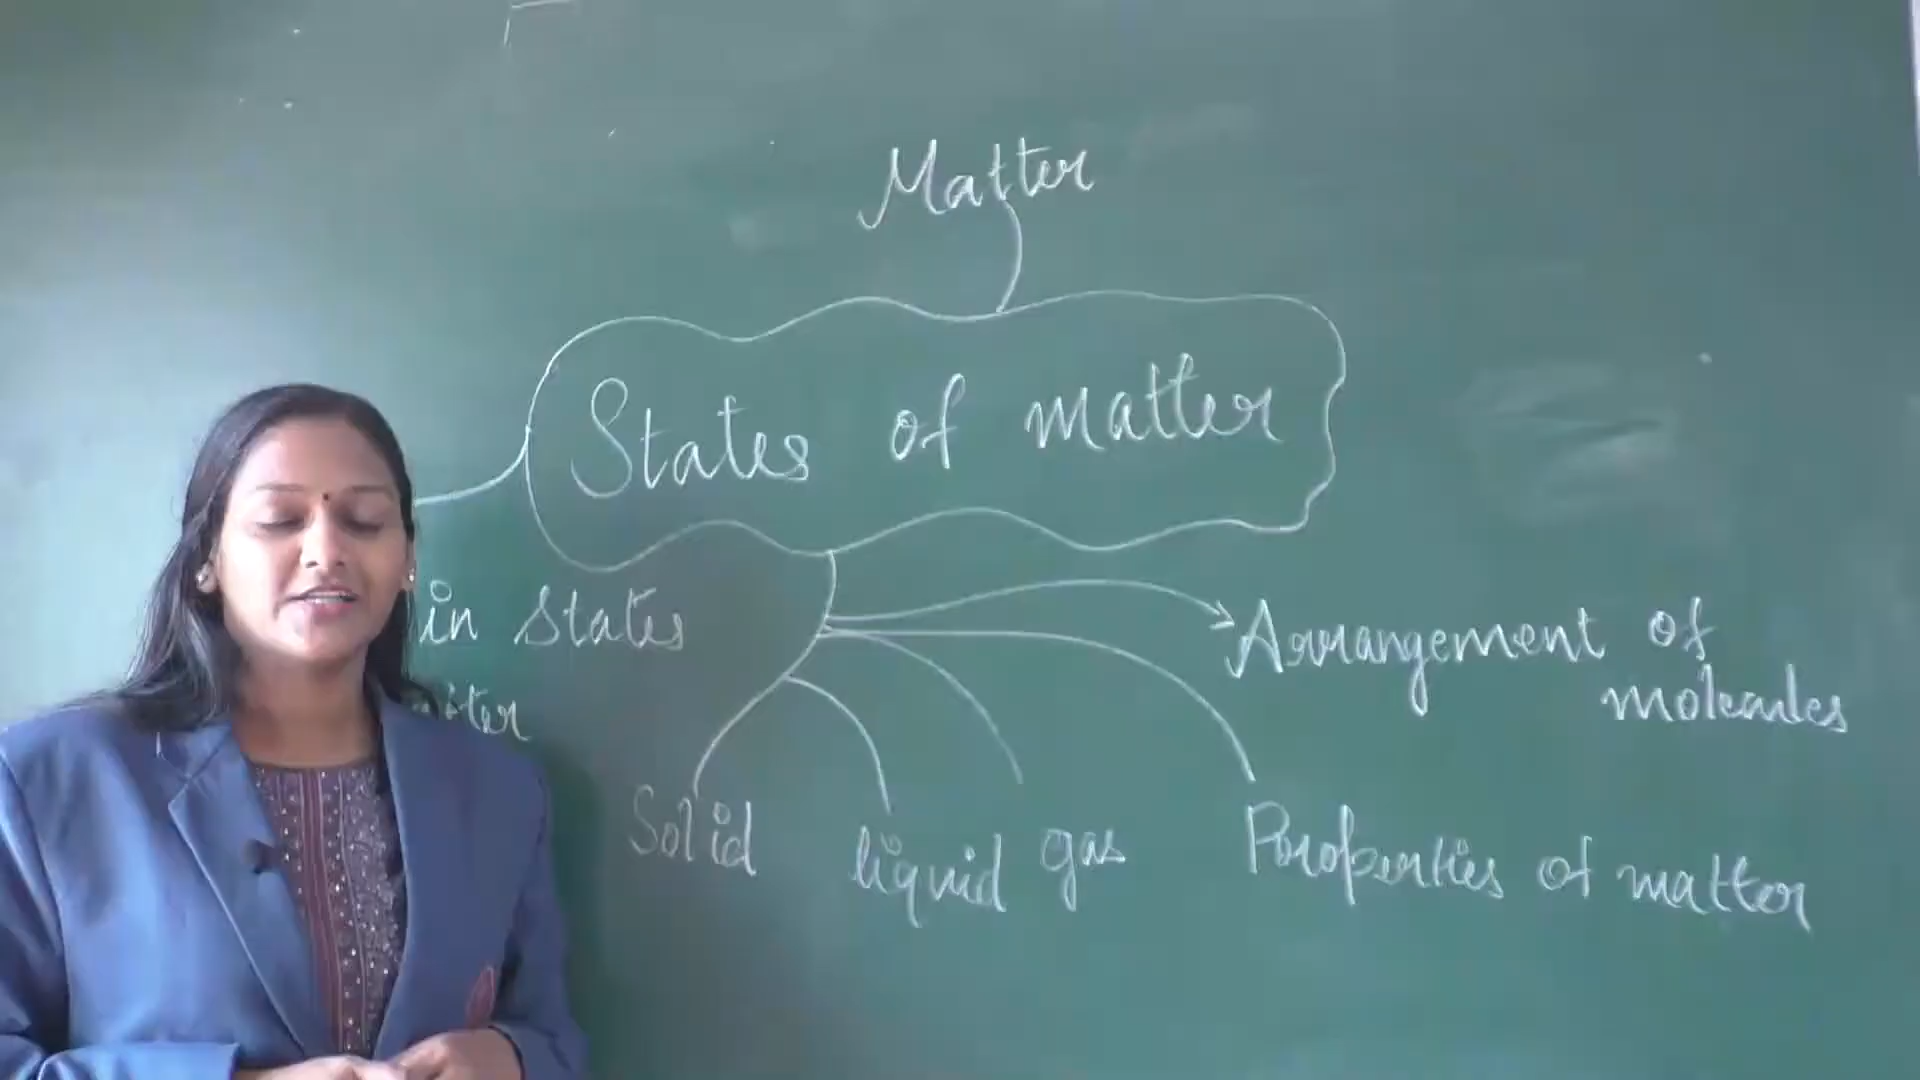 Matter
States of matter
in states
Arrangement of
molecules
Solid
liquid
gas
Properties of matter